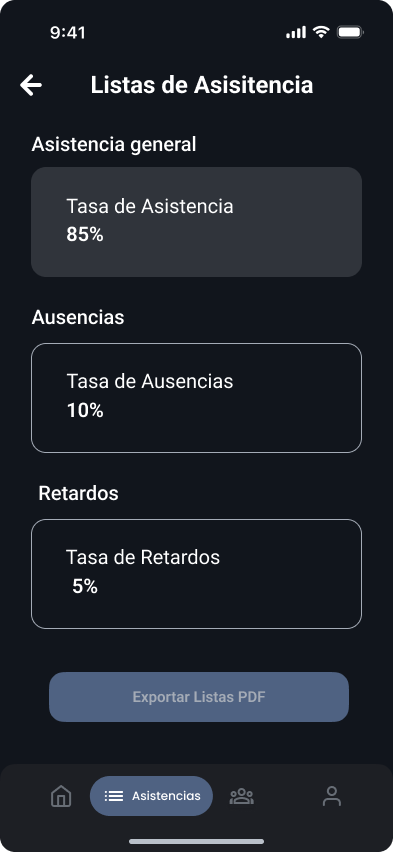 9:41
Listas de Asisitencia
Asistencia general
Tasa de Asistencia
85%
Ausencias
Tasa de Ausencias
10%
Retardos
Tasa de Retardos
5%
Exportar Listas PDF
Asistencias